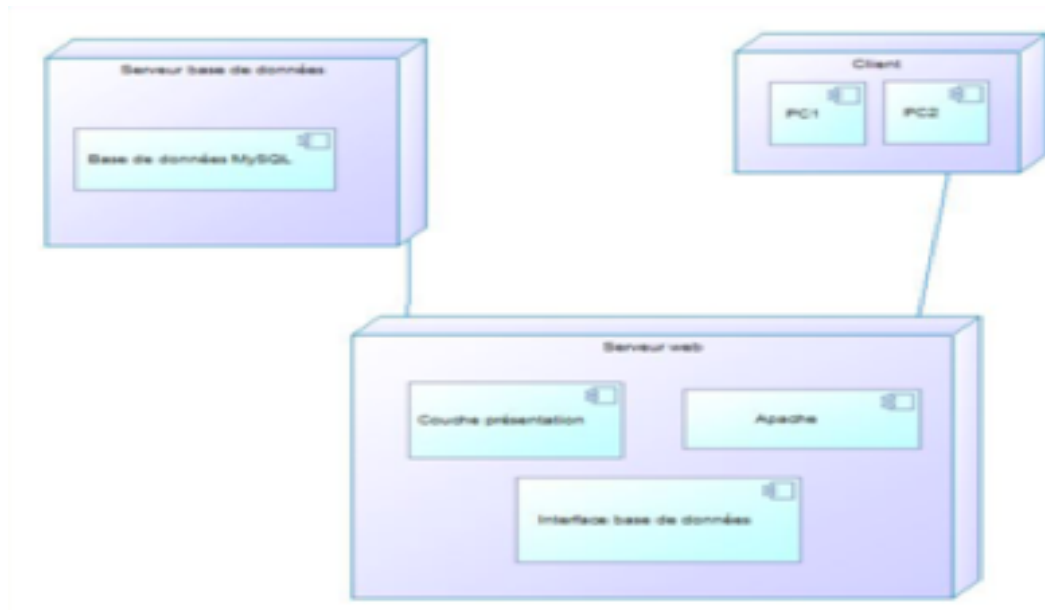 Serveur base de données
Base de données MySQL
Client
PC1
PC2
Serveur web
Couche présentation
Apache
Interface base de données